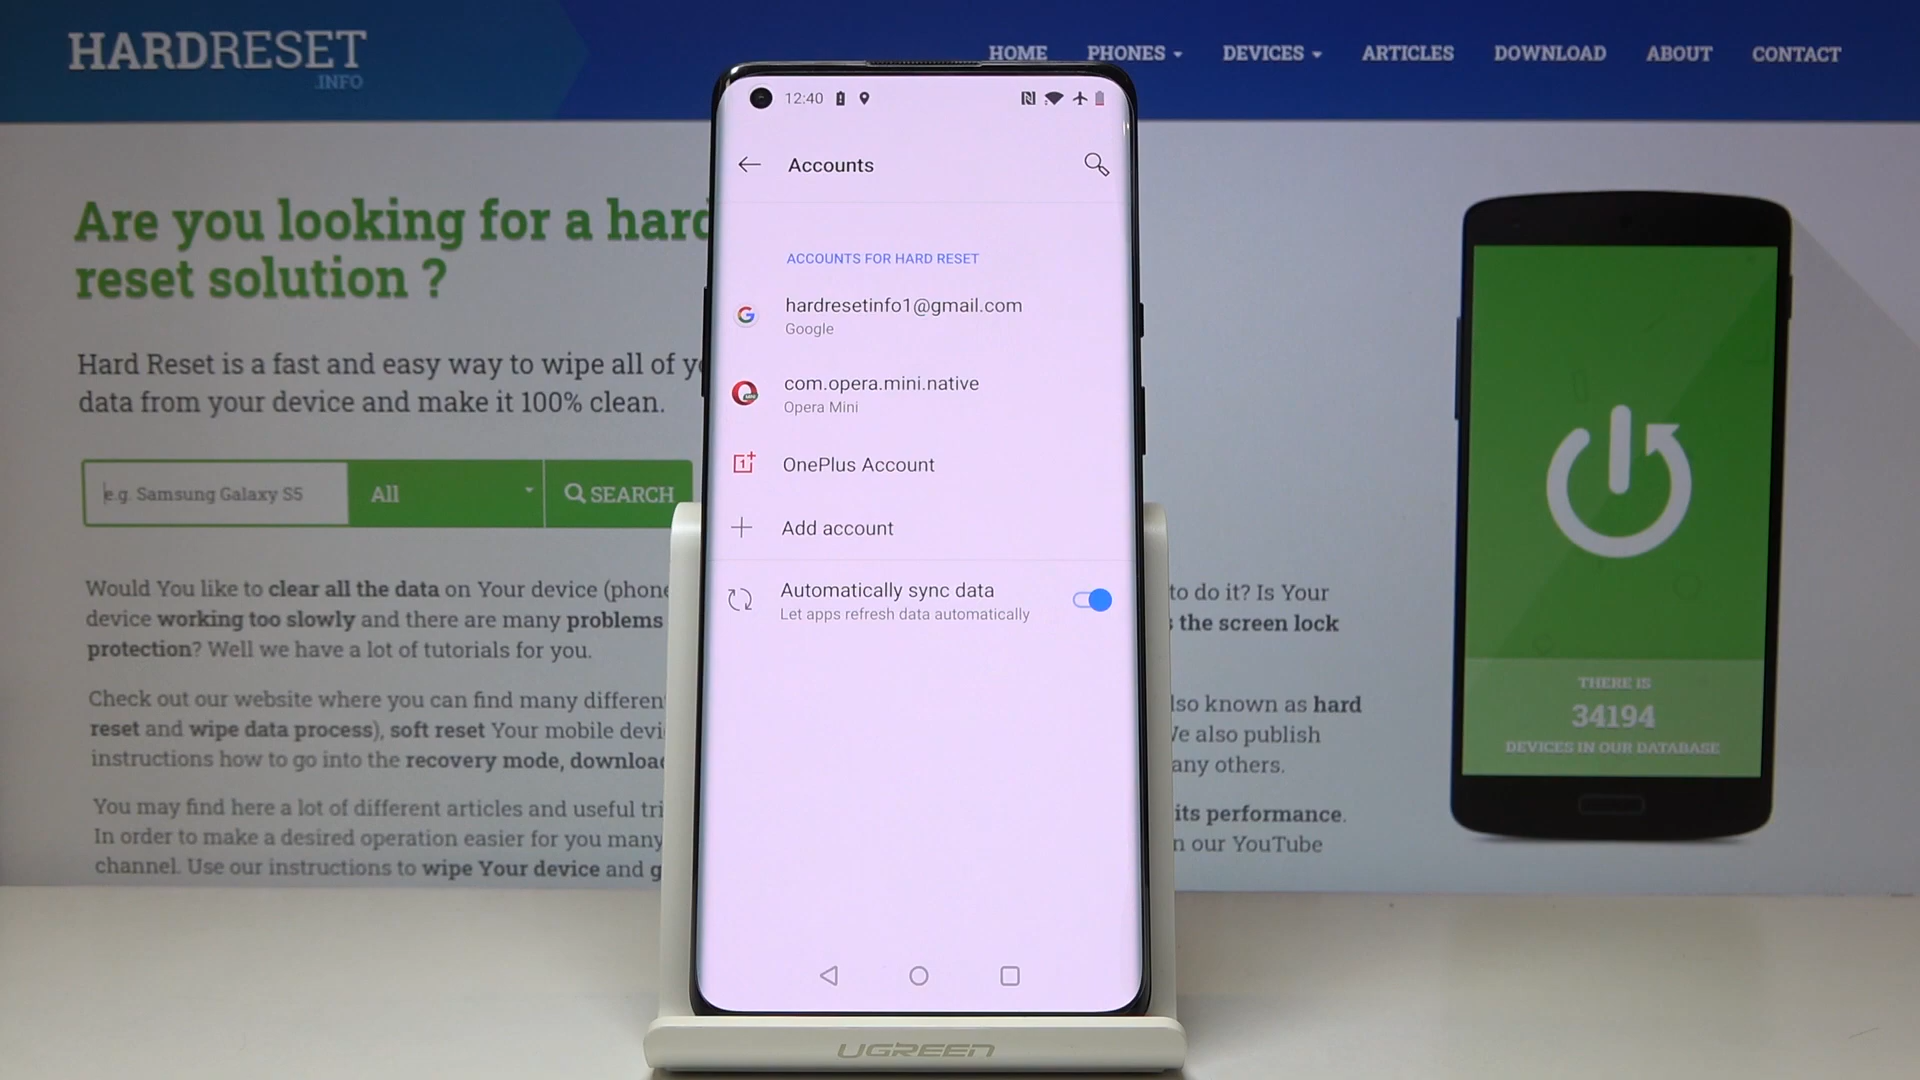 HARDRESET
.INFO
HOME PHONES DEVICES ARTICLES DOWNLOAD ABOUT CONTACT
Are you looking for a hard
reset solution ?
Hard Reset is a fast and easy way to wipe all of
data from your device and make it 100% clean.
e.g. Samsung Galaxy S5
All
SEARCH
Would You like to clear all the data on Your device (phone
device working too slowly and there are many problems
protection? Well we have a lot of tutorials for you.
Check out our website where you can find many differen
reset and wipe data process), soft reset Your mobile devi
instructions how to go into the recovery mode, download
You may find here a lot of different articles and useful tri
In order to make a desired operation easier for you many
channel. Use our instructions to wipe Your device and g
12:40
Accounts
ACCOUNTS FOR HARD RESET
hardresetinfo1@gmail.com
Google
com.opera.mini.native
Opera Mini
OnePlus Account
Add account
Automatically sync data
Let apps refresh data automatically
UGREEN
to do it? Is Your
the screen lock
lso known as hard
We also publish
any others.
its performance.
n our YouTube
THERE IS
34194
DEVICES IN OUR DATABASE